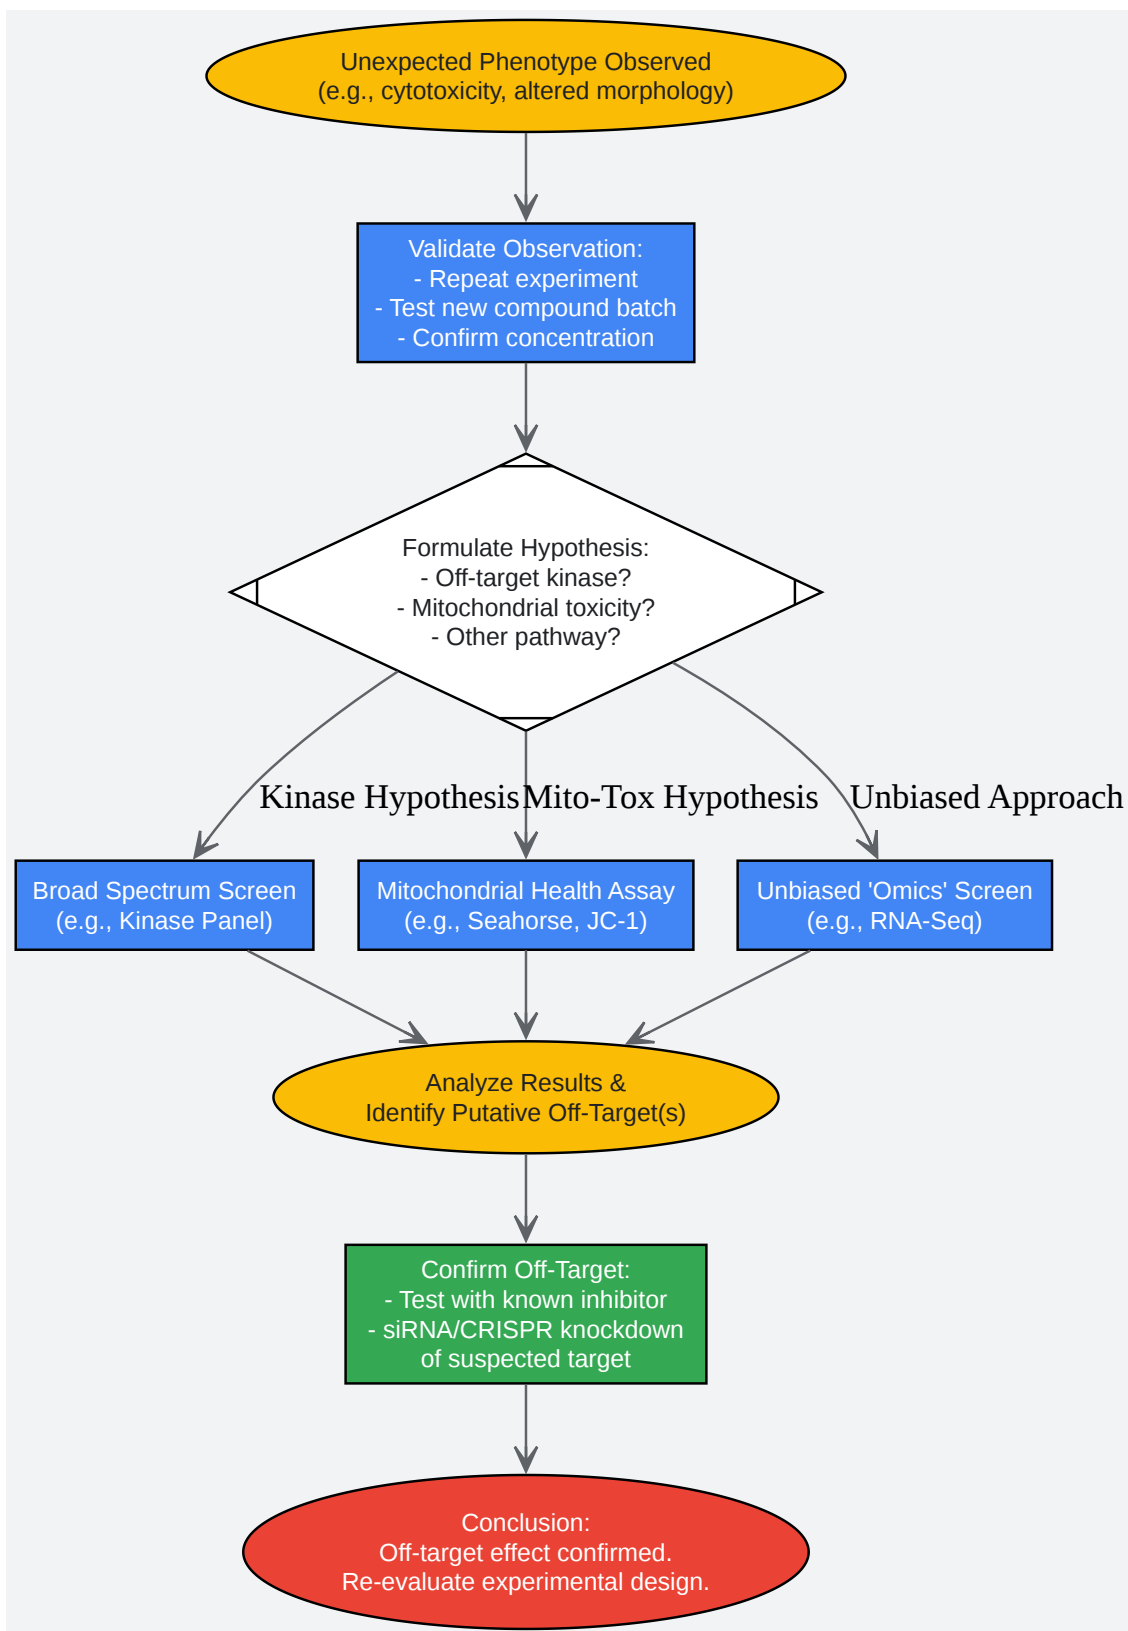 Unexpected Phenotype Observed
(e.g., cytotoxicity, altered morphology)
Validate Observation:
- Repeat experiment
- Test new compound batch
- Confirm concentration
Formulate Hypothesis:
- Off-target kinase?
- Mitochondrial toxicity?
- Other pathway?
Kinase Hypothesis
Mito-Tox Hypothesis
Unbiased Approach
Broad Spectrum Screen
(e.g., Kinase Panel)
Mitochondrial Health Assay
(e.g., Seahorse, JC-1)
Unbiased 'Omics' Screen
(e.g., RNA-Seq)
Analyze Results &
Identify Putative Off-Target(s)
Confirm Off-Target:
- Test with known inhibitor
- siRNA/CRISPR knockdown
of suspected target
Conclusion:
Off-target effect confirmed.
Re-evaluate experimental design.